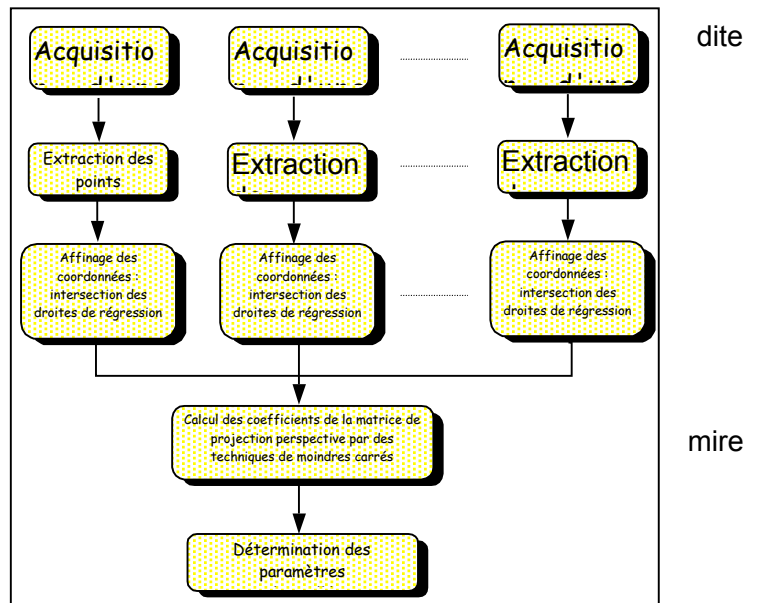 Acquisitio
Acquisitio
Acquisitio
dite
Extraction des
points
Extraction
Extraction
Affinage des
coordonnées :
intersection des
droites de régression
Affinage des
coordonnées :
intersection des
droites de régression
Affinage des
coordonnées :
intersection des
droites de régression
Calcul des coefficients de la matrice de
projection perspective par des
techniques de moindres carrés
mire
Détermination des
paramètres